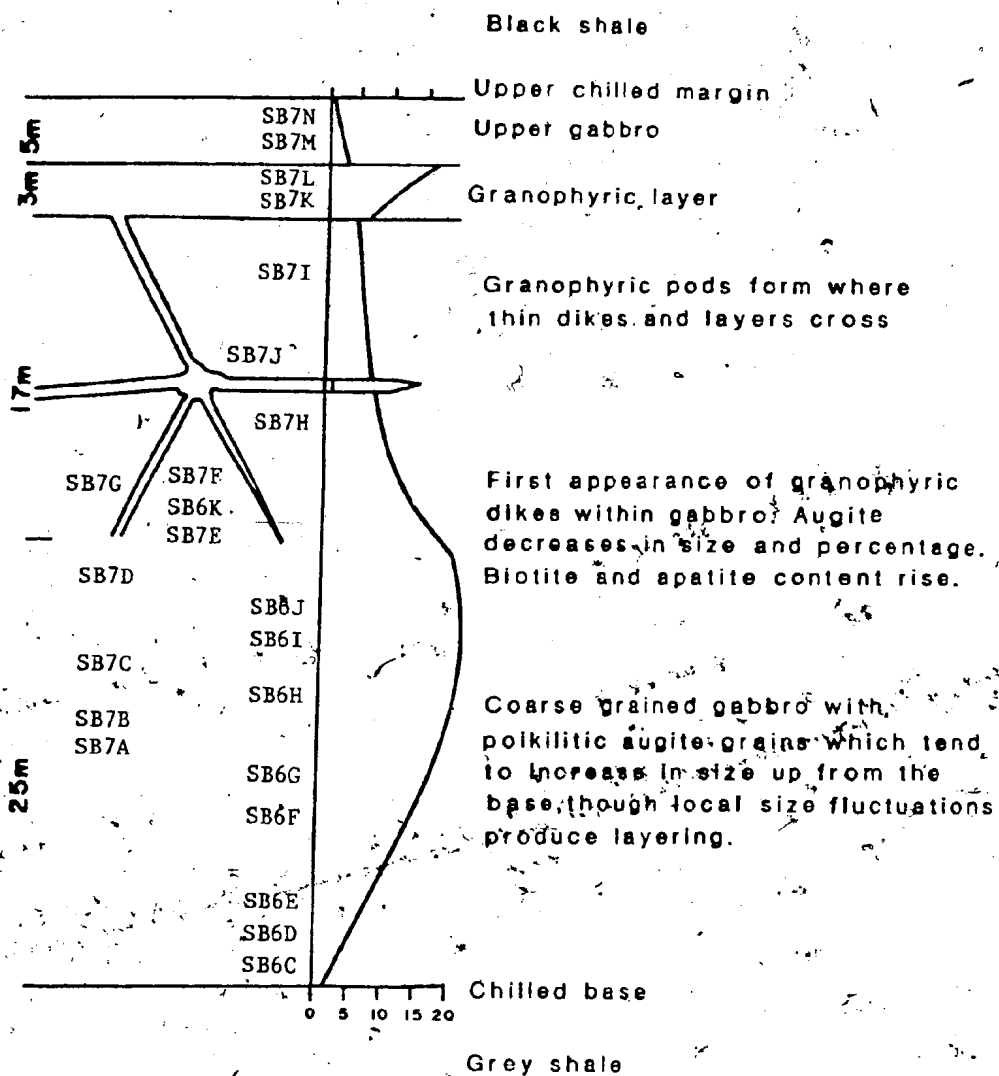 Black shale
Upper chilled margin
SB7N
Upper gabbro
SB7M
5m
SB7L
3m
SB7K
Granophyric layer
SB7I
Granophyric pods form where
thin dikes and layers cross
SB7J
17m
SB7H
SB7G
SB7F
SB6K
SB7E
First appearance of granophyric
dikes within gabbro. Augite
decreases in size and percentage.
Biotite and apatite content rise.
SB7D
SB6J
SB6I
SB7C
SB6H
SB7B
SB7A
Coarse grained gabbro with
poikilitic augite grains which tend
to increase in size up from the
base, though local size fluctuations
produce layering.
25m
SB6G
SB6F
SB6E
SB6D
SB6C
Chilled base
0 5 10 15 20
Grey shale